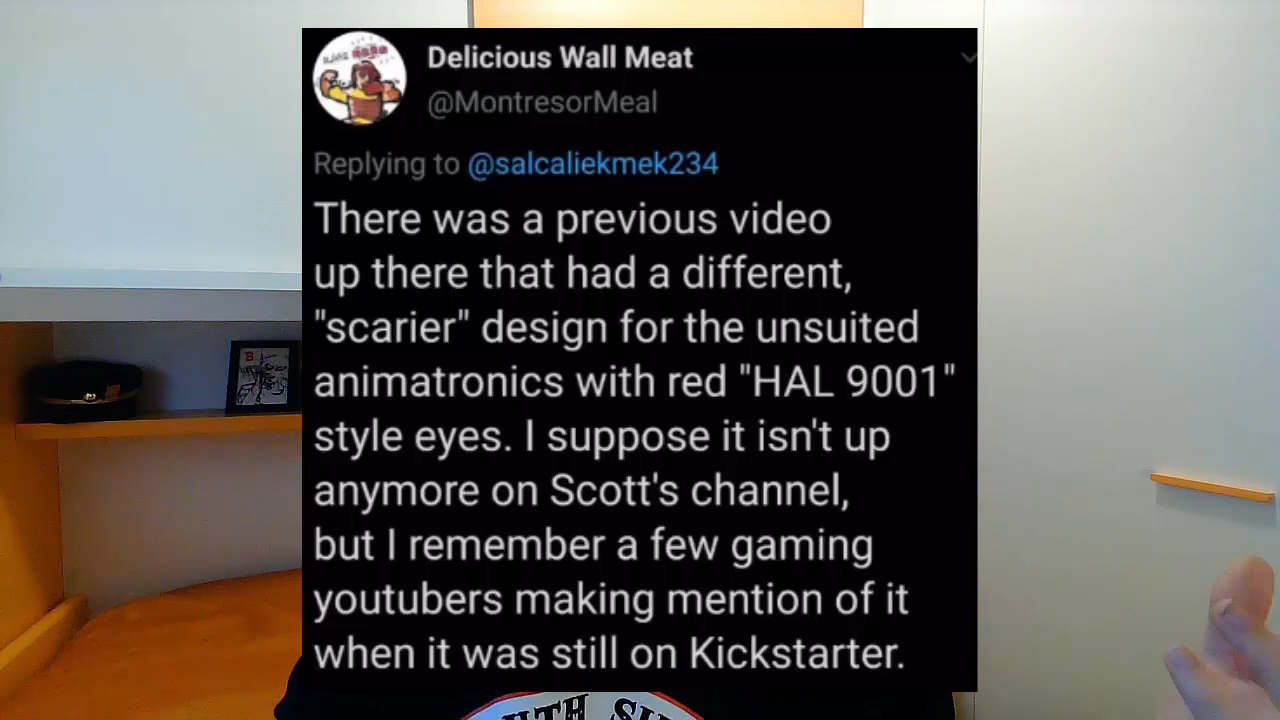 Delicious Wall Meat
@MontresorMeal
Replying to @salcaliekmek234
There was a previous video
up there that had a different,
"scarier" design for the unsuited
animatronics with red "HAL 9001"
style eyes. I suppose it isn't up
anymore on Scott's channel,
but I remember a few gaming
youtubers making mention of it
when it was still on Kickstarter.